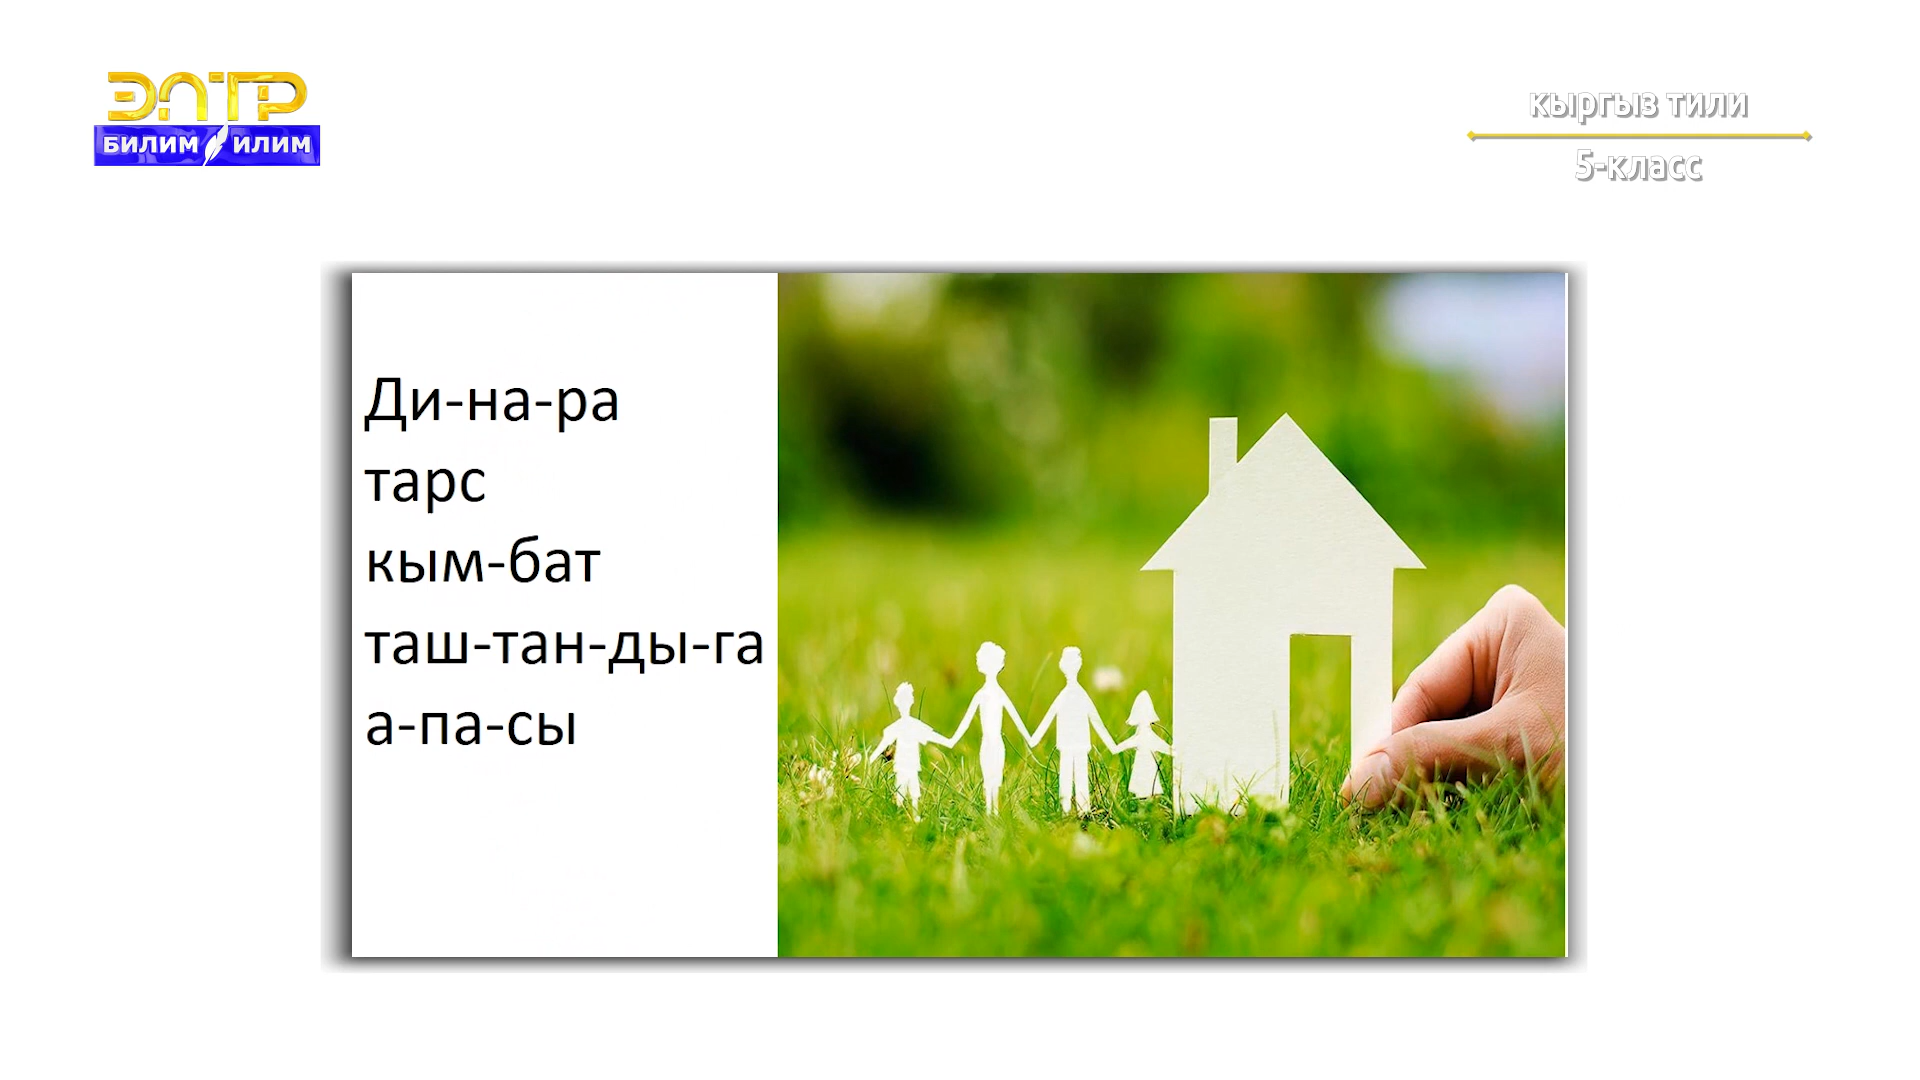 ЭЛТР
БИЛИМ ИЛИМ
кыргыз тили
5-класс
Ди-на-ра
тарс
кым-бат
таш-тан-ды-га
а-па-сы